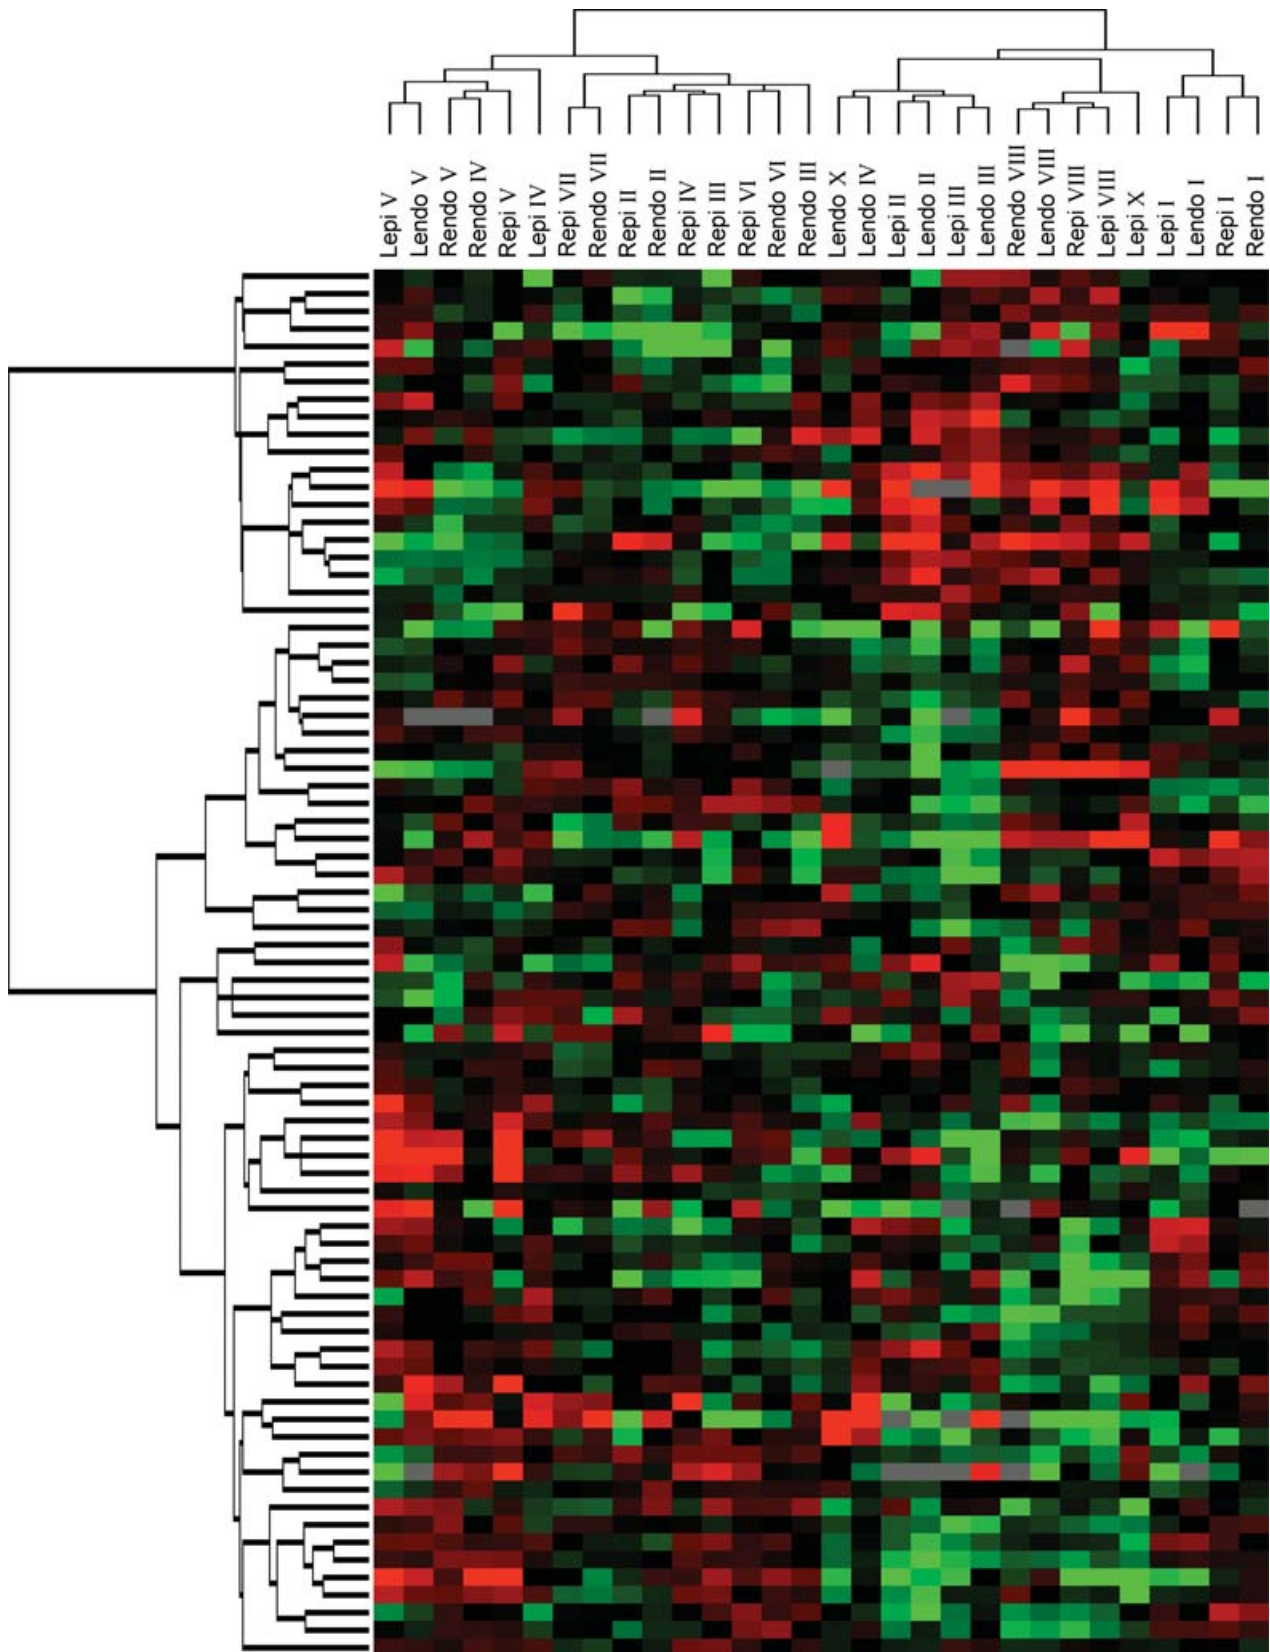 Lepi V
Lendo V
Rendo V
Rendo IV
Repi V
Lepi IV
Repi VII
Rendo VII
Repi II
Rendo II
Repi IV
Repi III
Repi VI
Rendo VI
Rendo III
Lendo X
Lendo IV
Lepi II
Lendo II
Lepi III
Lendo III
Rendo VIII
Lendo VIII
Repi VIII
Lepi VIII
Lepi X
Lepi I
Lendo I
Repi I
Rendo I